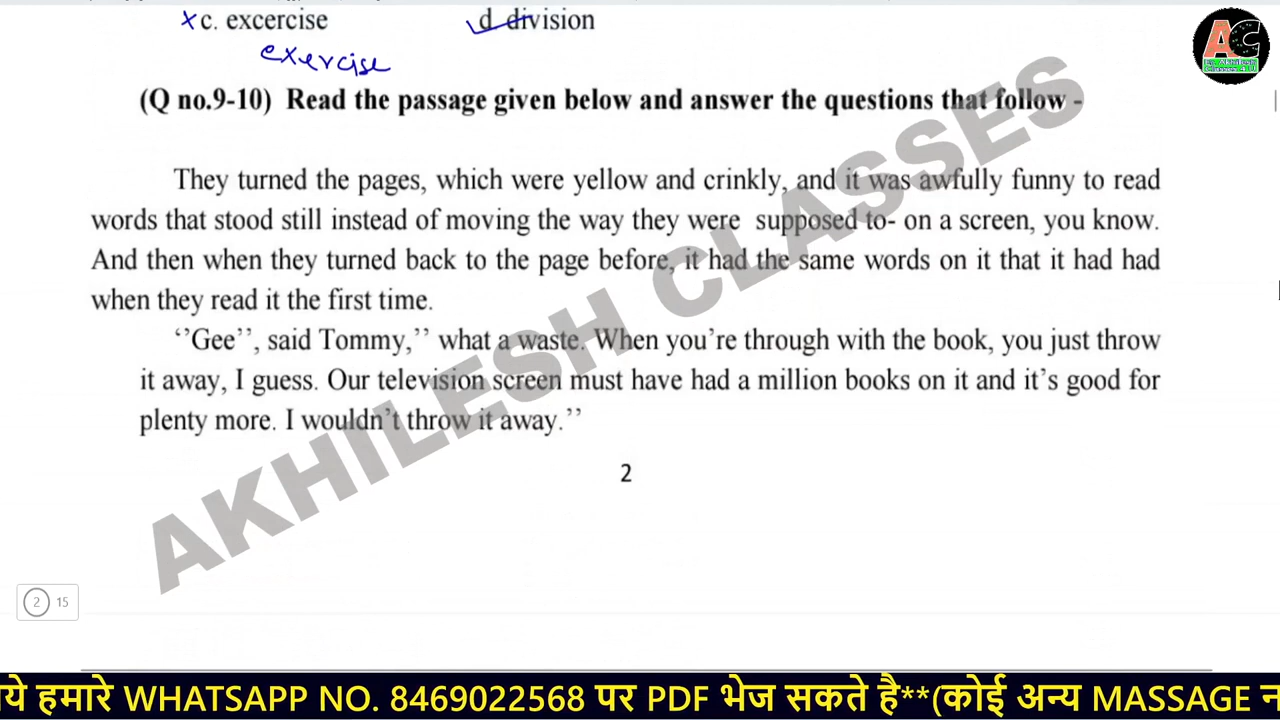 xc. excercise d division
exercise
(Q no.9-10) Read the passage given below and answer the questions that follow -
They turned the pages, which were yellow and crinkly, and it was awfully funny to read
words that stood still instead of moving the way they were supposed to- on a screen, you know.
And then when they turned back to the page before, it had the same words on it that it had had
when they read it the first time.
‘’Gee’’, said Tommy,’’ what a waste. When you’re through with the book, you just throw
it away, I guess. Our television screen must have had a million books on it and it’s good for
plenty more. I wouldn’t throw it away.’’
2
AKHILESH CLASSES
2 15
AC
ये हमारे WHATSAPP NO. 8469022568 पर PDF भेज सकते है**(कोई अन्य MASSAGE न